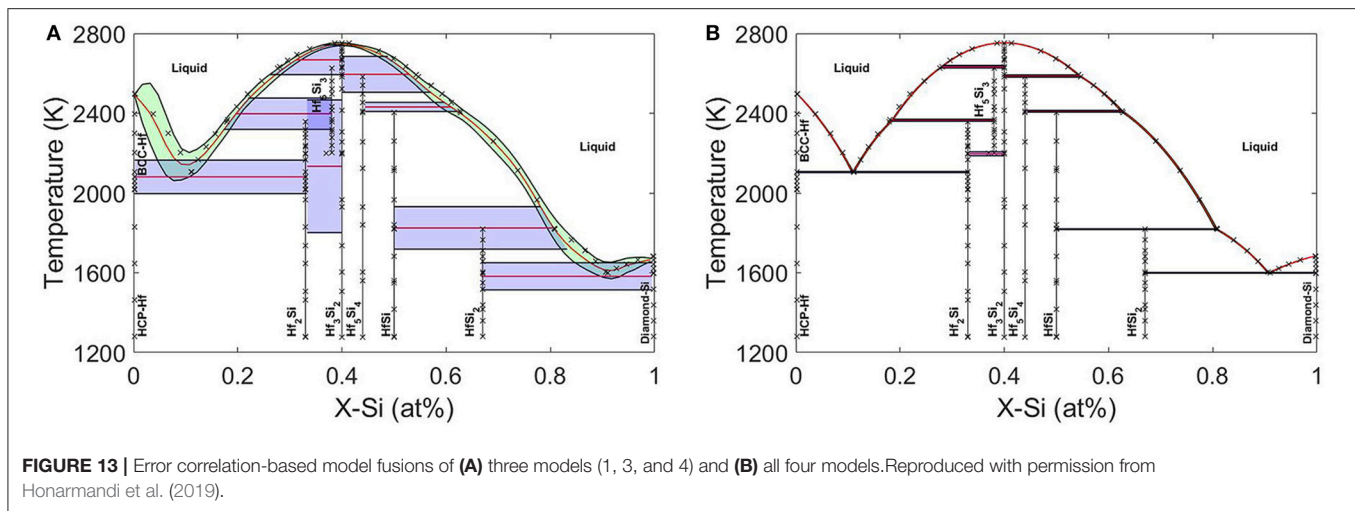 A
2800
2400
2000
1600
1200
Temperature (K)
Liquid
Liquid
BCC-Hf
HCP-Hf
Hf2Si
Hf5Si3
Hf3Si2
Hf5Si4
HfSi
HfSi2
Diamond-Si
0 0.2 0.4 0.6 0.8 1
X-Si (at%)
B
2800
2400
2000
1600
1200
Temperature (K)
Liquid
Liquid
BCC-Hf
HCP-Hf
Hf2Si
Hf5Si3
Hf3Si2
Hf5Si4
HfSi
HfSi2
Diamond-Si
0 0.2 0.4 0.6 0.8 1
X-Si (at%)
FIGURE 13 | Error correlation-based model fusions of (A) three models (1, 3, and 4) and (B) all four models.Reproduced with permission from
Honarmandi et al. (2019).